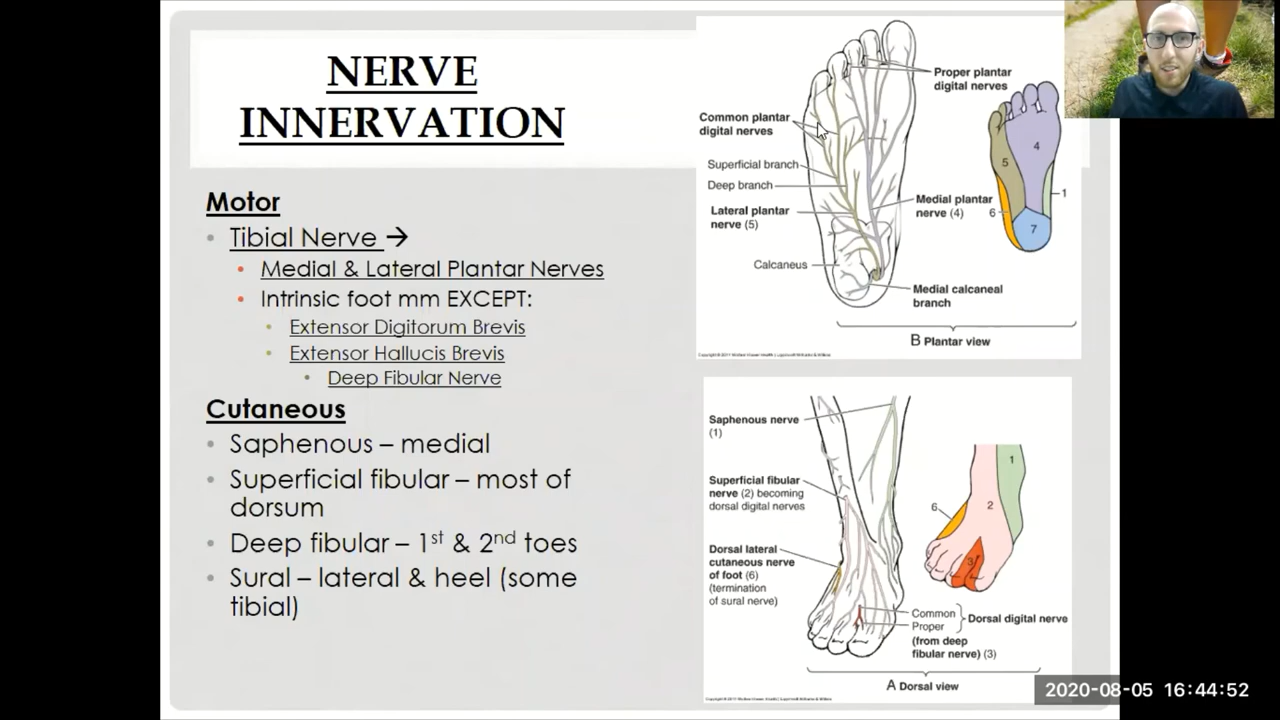 NERVE
INNERVATION
Motor
• Tibial Nerve →
• Medial & Lateral Plantar Nerves
• Intrinsic foot mm EXCEPT:
• Extensor Digitorum Brevis
• Extensor Hallucis Brevis
• Deep Fibular Nerve
Cutaneous
• Saphenous – medial
• Superficial fibular – most of
dorsum
• Deep fibular – 1st & 2nd toes
• Sural – lateral & heel (some
tibial)
Proper plantar
digital nerves
Common plantar
digital nerves
Superficial branch
Deep branch
Lateral plantar
nerve (5)
Calcaneus
Medial plantar
nerve (4)
Medial calcaneal
branch
4
5
1
6
7
B Plantar view
Saphenous nerve
(1)
Superficial fibular
nerve (2) becoming
dorsal digital nerves
Dorsal lateral
cutaneous nerve
of foot (6)
(termination
of sural nerve)
Common
Proper
Dorsal digital nerve
(from deep
fibular nerve) (3)
1
2
6
3
A Dorsal view
2020-08-05 16:44:52